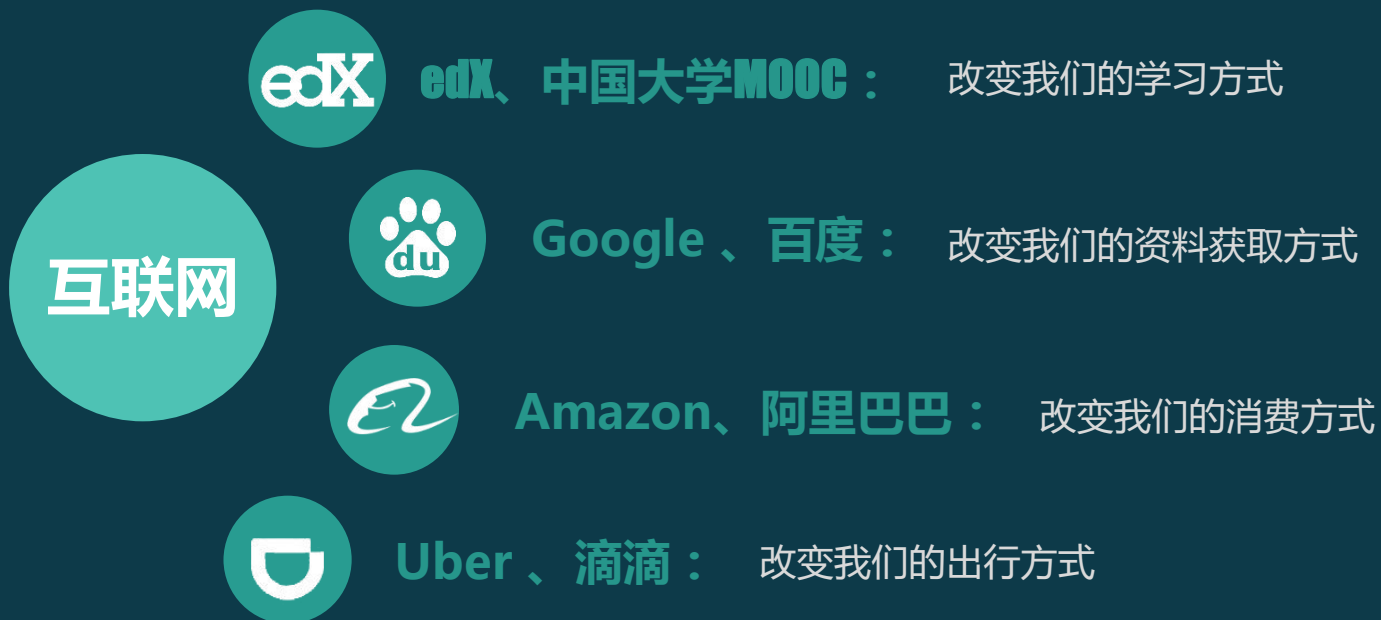 edX
edX、中国大学MOOC：
改变我们的学习方式
互联网
du
Google 、百度：
改变我们的资料获取方式
Amazon、阿里巴巴：
改变我们的消费方式
Uber 、滴滴：
改变我们的出行方式